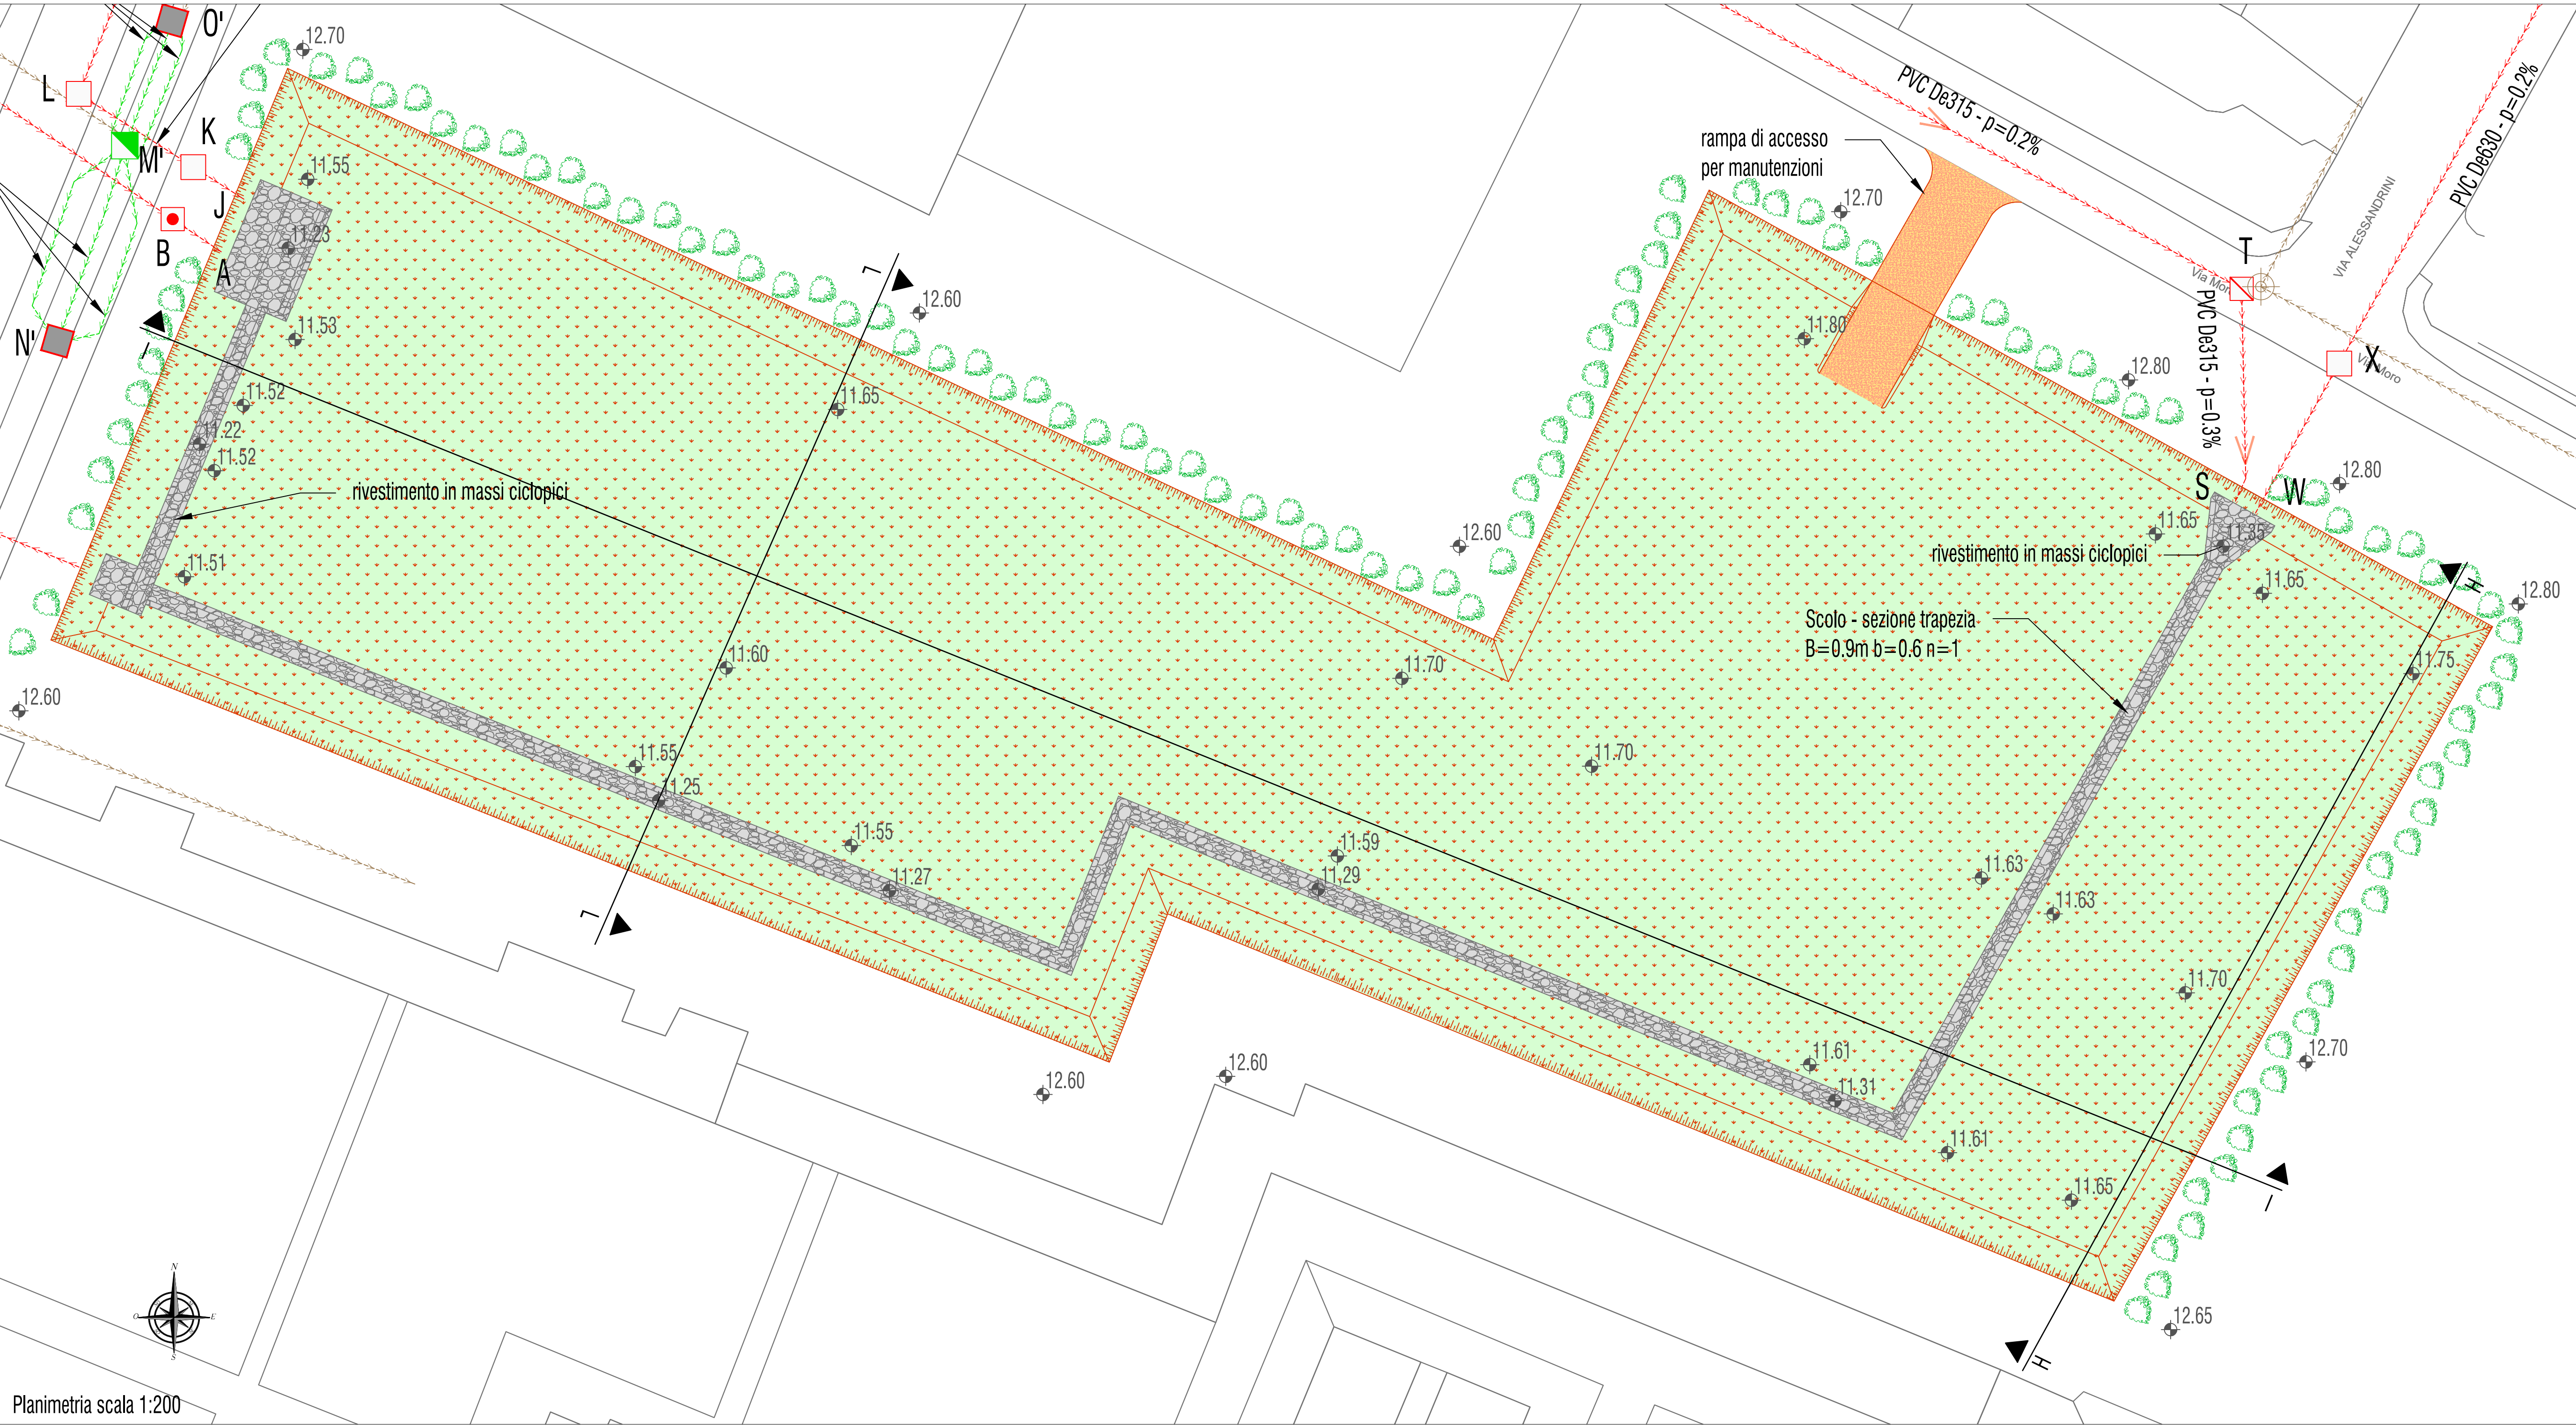 O'
12.70
L
K
M'
J
B
A
N'
11.55
11.23
11.53
11.52
11.22
11.52
11.51
rivestimento in massi ciclopici
L
12.60
11.65
11.60
11.55
11.25
11.55
11.27
L
I
12.60
12.60
11.70
11.59
11.29
12.60
12.60
PVC De315 - p=0.2%
rampa di accesso
per manutenzioni
12.70
11.80
12.80
PVC De630 - p=0.2%
VIA ALESSANDRINI
T
PVC De315 - p=0.3%
X
Via Moro
S
W
12.80
11.65
11.35
rivestimento in massi ciclopici
11.65
H
12.80
Scolo - sezione trapezia
B=0.9m b=0.6 n=1
11.75
11.70
11.63
11.63
11.70
12.70
11.61
11.31
11.61
11.65
I
12.65
H
N
O
E
S
Planimetria scala 1:200